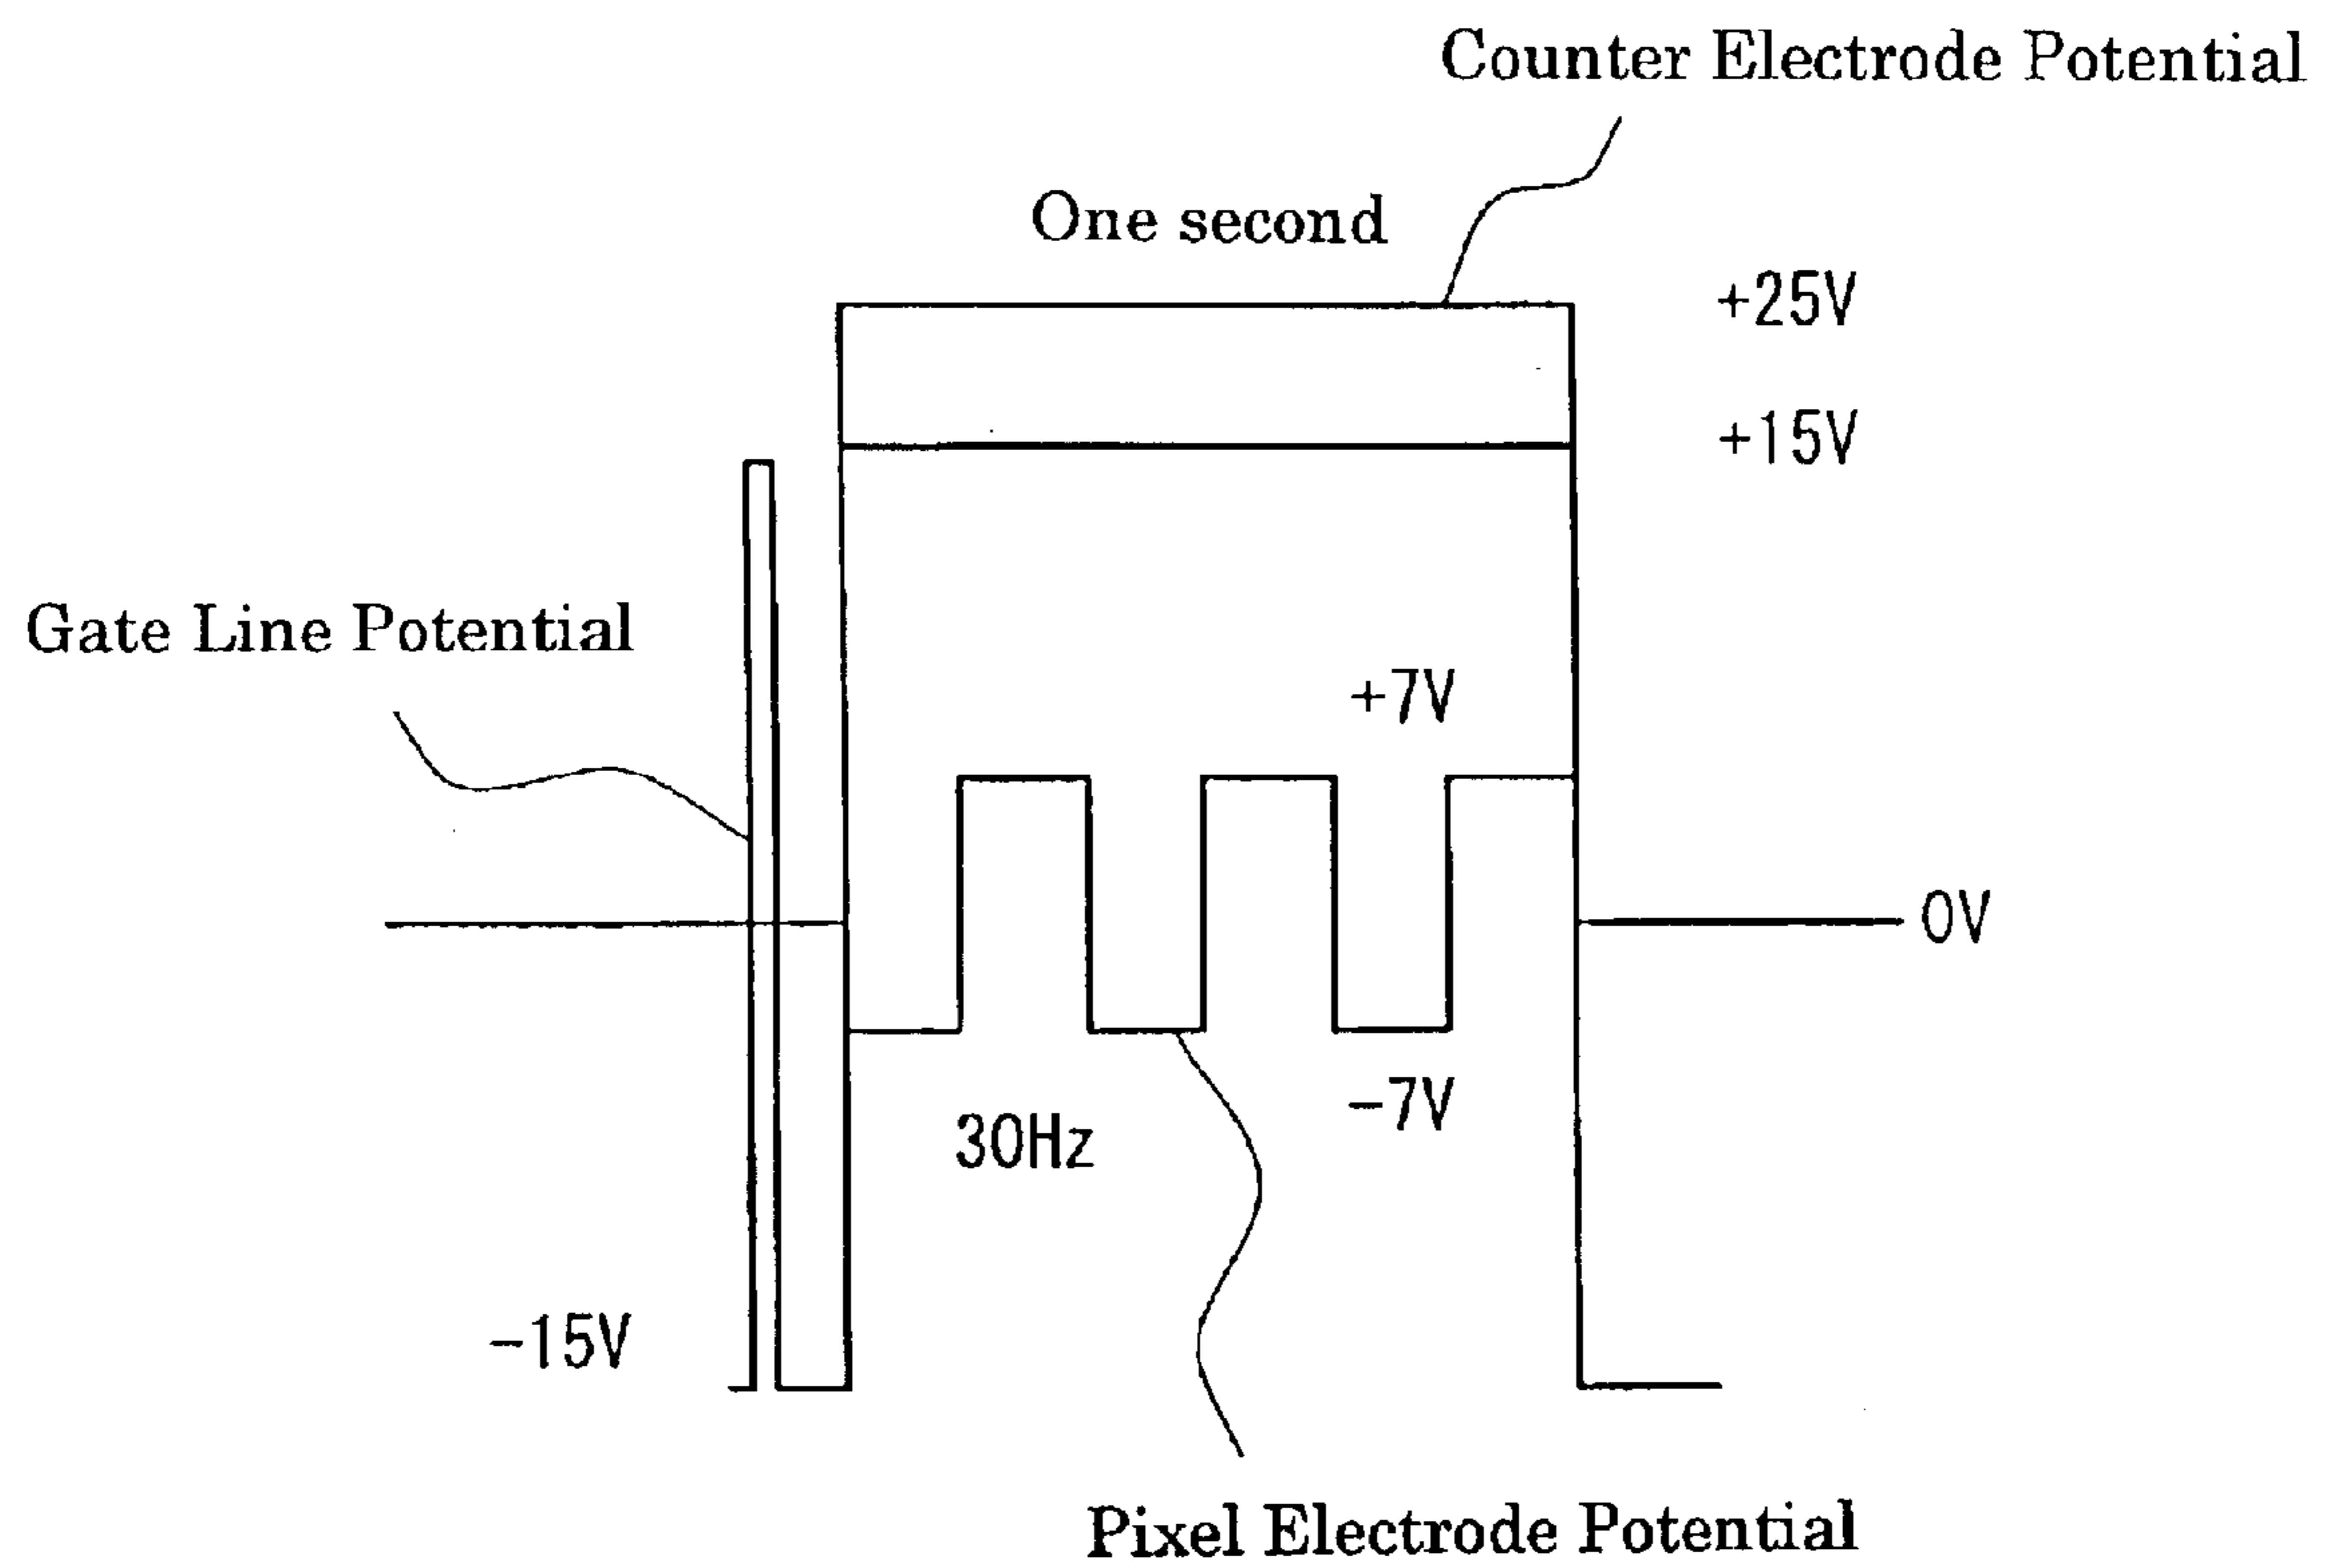 Counter Electrode Potential
One second
+25V
+15V
Gate Line Potential
+7V
0V
-7V
30Hz
-15V
Pixel Electrode Potential